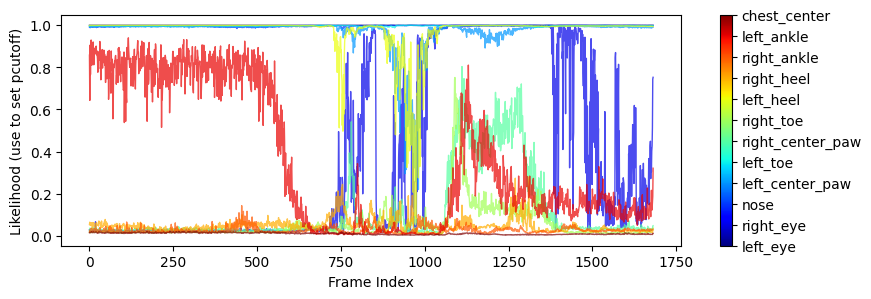 Likelihood (use to set pcutoff)
1.0
0.8
0.6
0.4
0.2
0.0
0
250
500
750
1000
1250
1500
1750
Frame Index
chest_center
left_ankle
right_ankle
right_heel
left_heel
right_toe
right_center_paw
left_toe
left_center_paw
nose
right_eye
left_eye